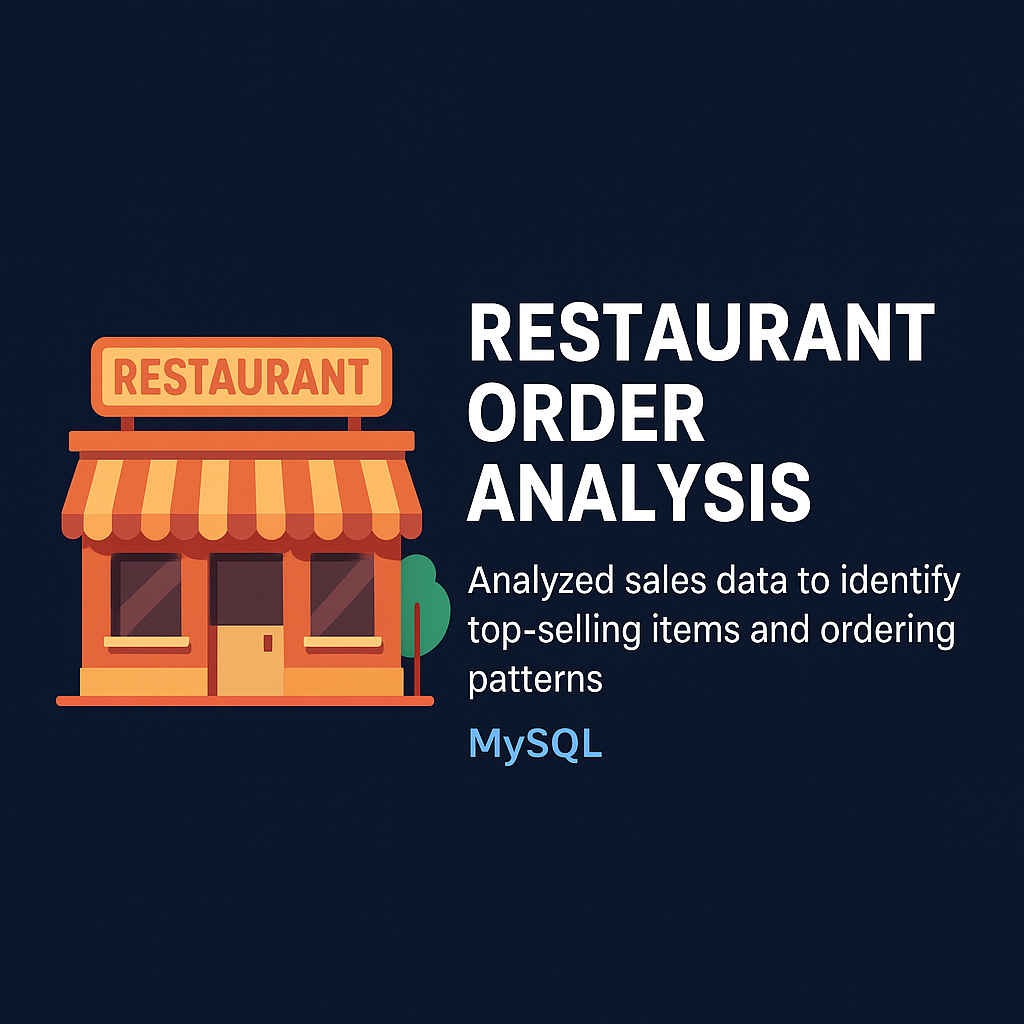 RESTAURANT
RESTAURANT
ORDER
ANALYSIS
Analyzed sales data to identify
top-selling items and ordering
patterns
MySQL